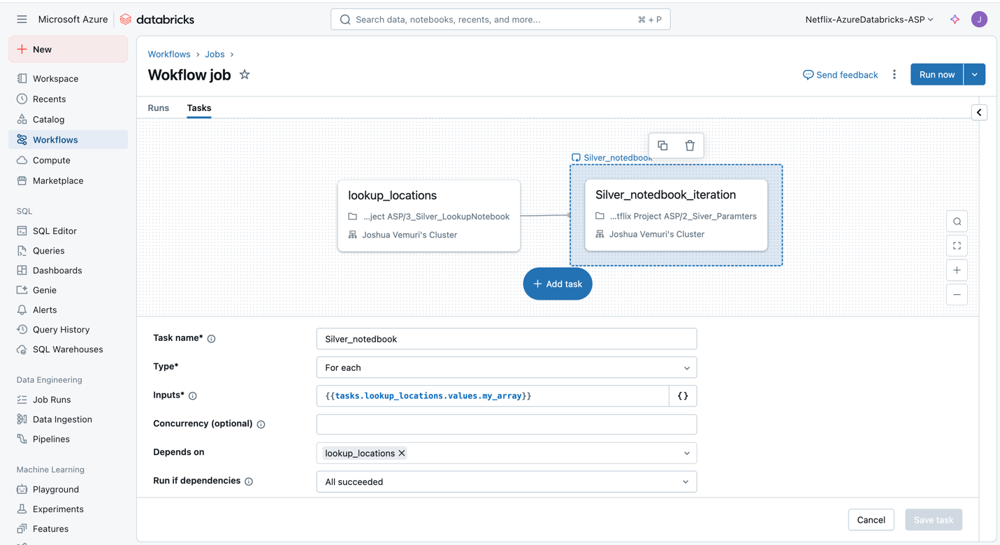 Microsoft Azure
databricks
Search data, notebooks, recents, and more...
⌘ + P
Netflix-AzureDatabricks-ASP
J
New
Workspace
Recents
Catalog
Workflows
Compute
Marketplace
SQL
SQL Editor
Queries
Dashboards
Genie
Alerts
Query History
SQL Warehouses
Data Engineering
Job Runs
Data Ingestion
Pipelines
Machine Learning
Playground
Experiments
Features
Workflows › Jobs ›
Wokflow job
Send feedback
Run now
Runs
Tasks
Silver_notedbook
lookup_locations
...ject ASP/3_Silver_LookupNotebook
Joshua Vemuri's Cluster
Silver_notedbook_iteration
...tflix Project ASP/2_Siver_Paramters
Joshua Vemuri's Cluster
+ Add task
Task name*
Silver_notedbook
Type*
For each
Inputs*
{{tasks.lookup_locations.values.my_array}}
{}
Concurrency (optional)
Depends on
lookup_locations
Run if dependencies
All succeeded
Cancel
Save task